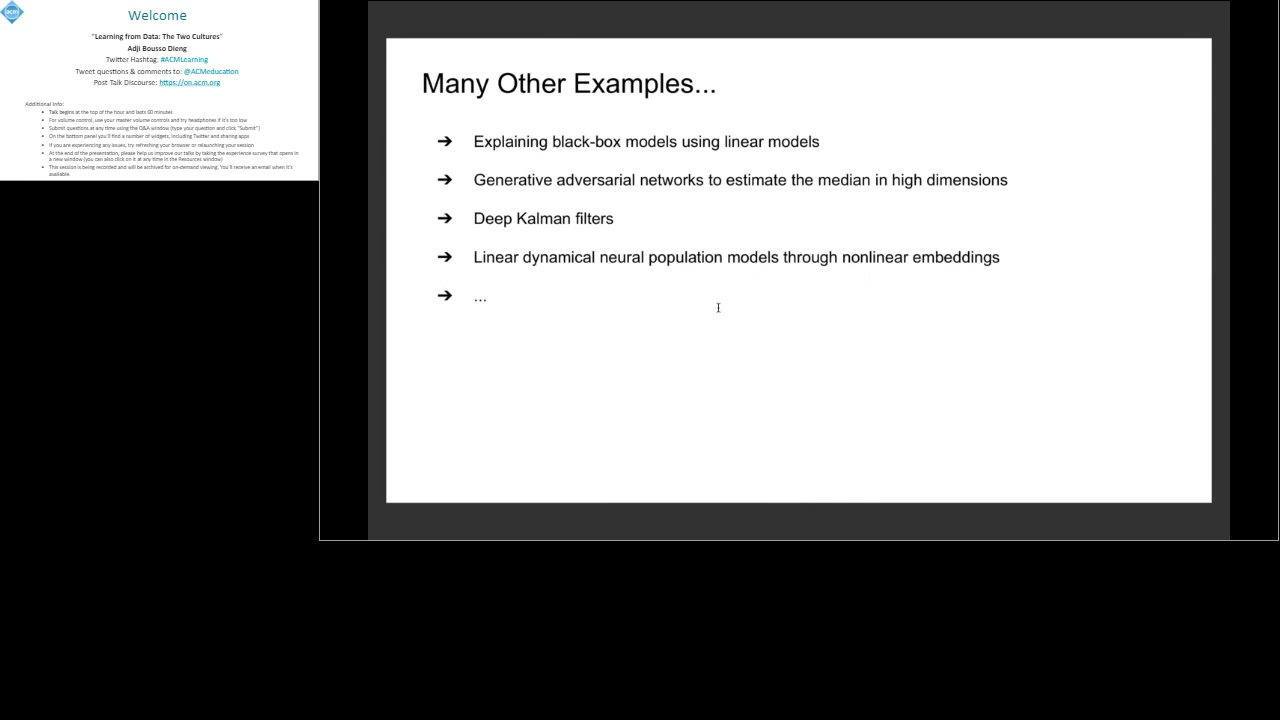 acm
Welcome
"Learning from Data: The Two Cultures"
Adji Bousso Dieng
Twitter Hashtag: #ACMLearning
Tweet questions & comments to: @ACMeducation
Post-Talk Discourse: https://on.acm.org
Additional Info:
• Talk begins at the top of the hour and lasts 60 minutes
• For volume control, use your master volume controls and try headphones if it's too low
• Submit questions at any time using the Q&A window (type your question and click "Submit")
• On the bottom panel you'll find a number of widgets, including Twitter and sharing apps
• If you are experiencing any issues, try refreshing your browser or relaunching your session
• At the end of the presentation, please help us improve our talks by taking the experience survey that opens in
a new window (you can also click on it at any time in the Resources window)
• This session is being recorded and will be archived for on-demand viewing. You'll receive an email when it's
available.
Many Other Examples...
➔ Explaining black-box models using linear models
➔ Generative adversarial networks to estimate the median in high dimensions
➔ Deep Kalman filters
➔ Linear dynamical neural population models through nonlinear embeddings
➔ ...